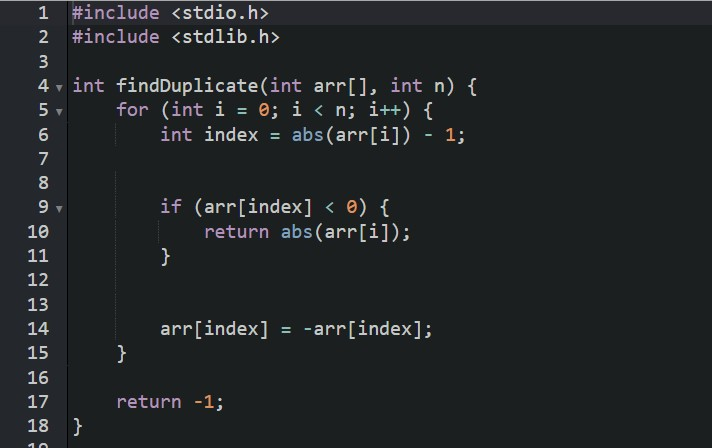 1 #include <stdio.h>
2 #include <stdlib.h>
3
4 int findDuplicate(int arr[], int n) {
5     for (int i = 0; i < n; i++) {
6         int index = abs(arr[i]) - 1;
7
8
9         if (arr[index] < 0) {
10             return abs(arr[i]);
11         }
12
13
14         arr[index] = -arr[index];
15     }
16
17     return -1;
18 }